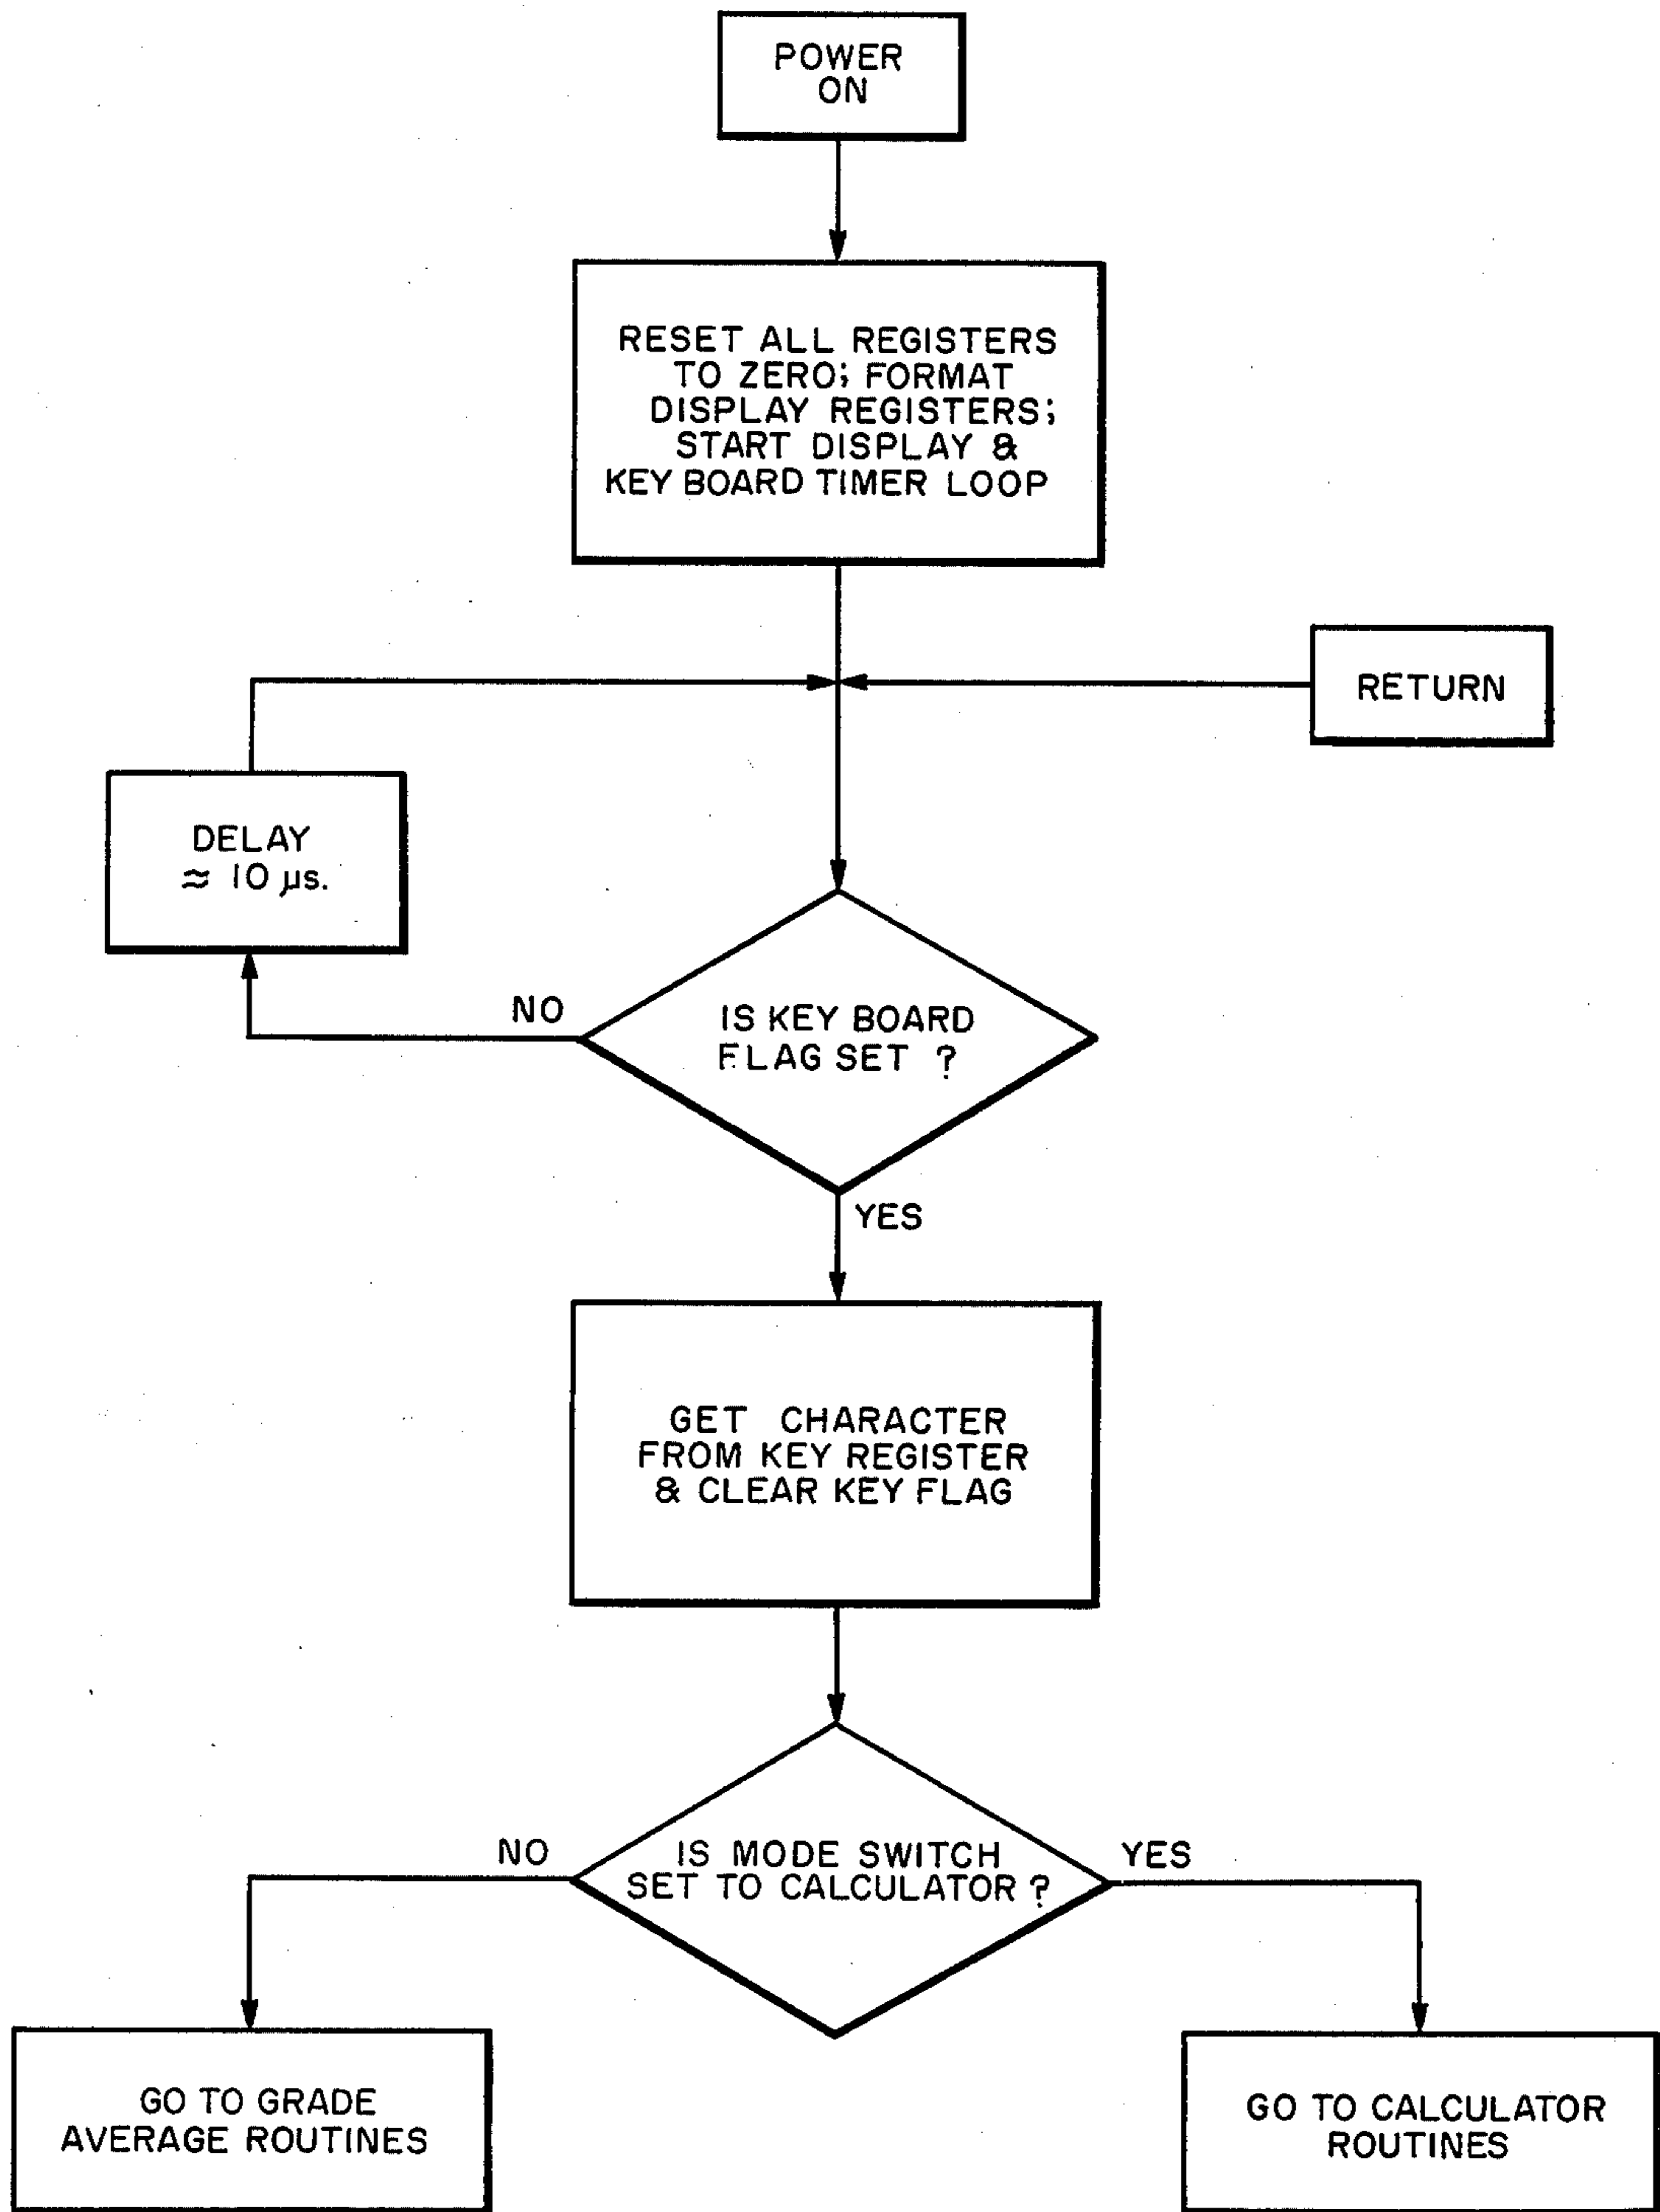 POWER
ON
RESET ALL REGISTERS
TO ZERO; FORMAT
DISPLAY REGISTERS;
START DISPLAY &
KEY BOARD TIMER LOOP
RETURN
DELAY
≈ 10 µs.
NO
IS KEY BOARD
FLAG SET ?
YES
GET CHARACTER
FROM KEY REGISTER
& CLEAR KEY FLAG
NO
IS MODE SWITCH
SET TO CALCULATOR ?
YES
GO TO GRADE
AVERAGE ROUTINES
GO TO CALCULATOR
ROUTINES